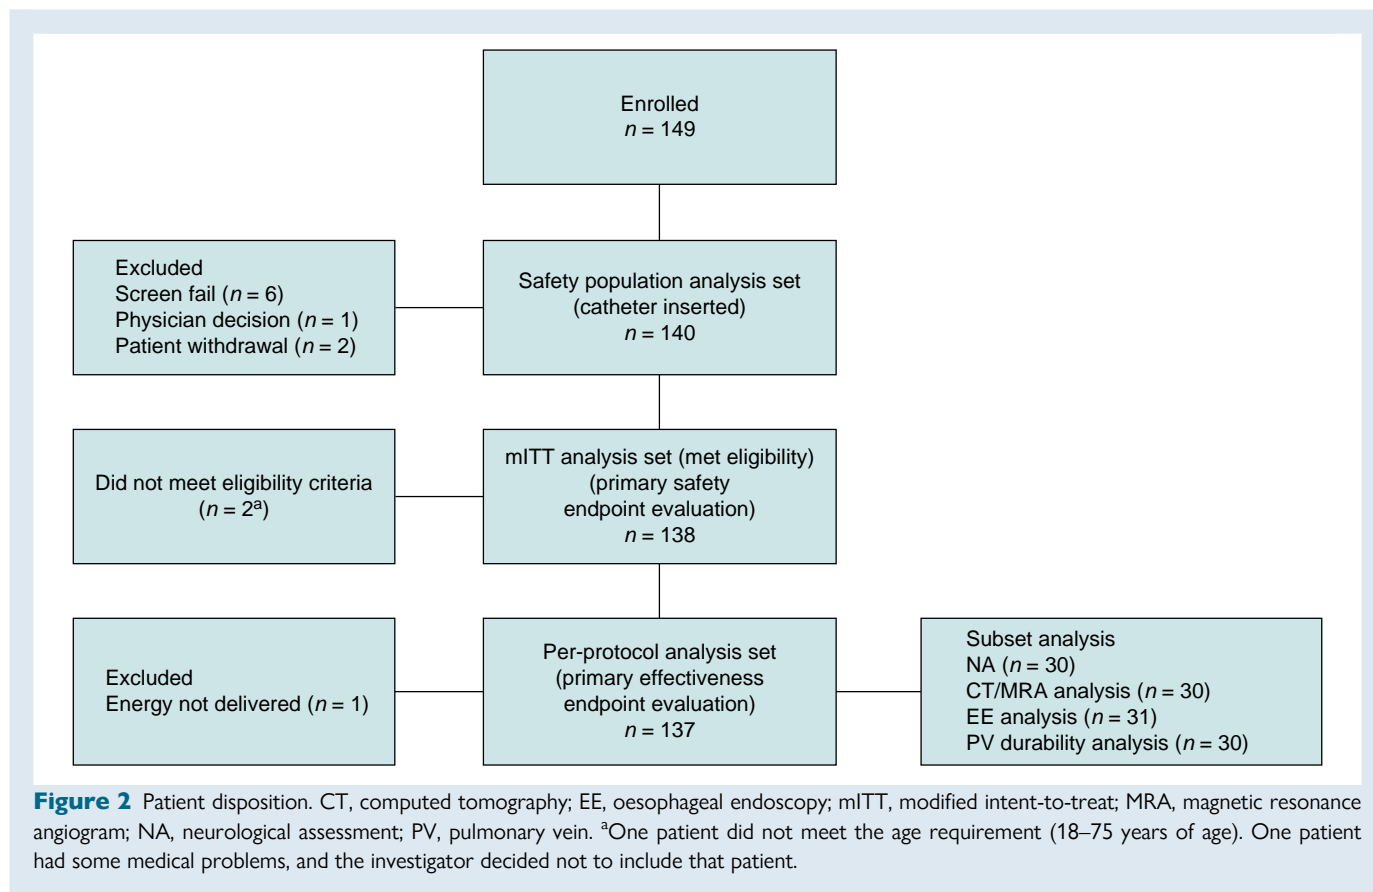 Enrolled
n = 149
Excluded
Screen fail (n = 6)
Physician decision (n = 1)
Patient withdrawal (n = 2)
Safety population analysis set
(catheter inserted)
n = 140
Did not meet eligibility criteria
(n = 2ᵃ)
mITT analysis set (met eligibility)
(primary safety
endpoint evaluation)
n = 138
Excluded
Energy not delivered (n = 1)
Per-protocol analysis set
(primary effectiveness
endpoint evaluation)
n = 137
Subset analysis
NA (n = 30)
CT/MRA analysis (n = 30)
EE analysis (n = 31)
PV durability analysis (n = 30)
Figure 2 Patient disposition. CT, computed tomography; EE, oesophageal endoscopy; mITT, modified intent-to-treat; MRA, magnetic resonance
angiogram; NA, neurological assessment; PV, pulmonary vein. ᵃOne patient did not meet the age requirement (18–75 years of age). One patient
had some medical problems, and the investigator decided not to include that patient.